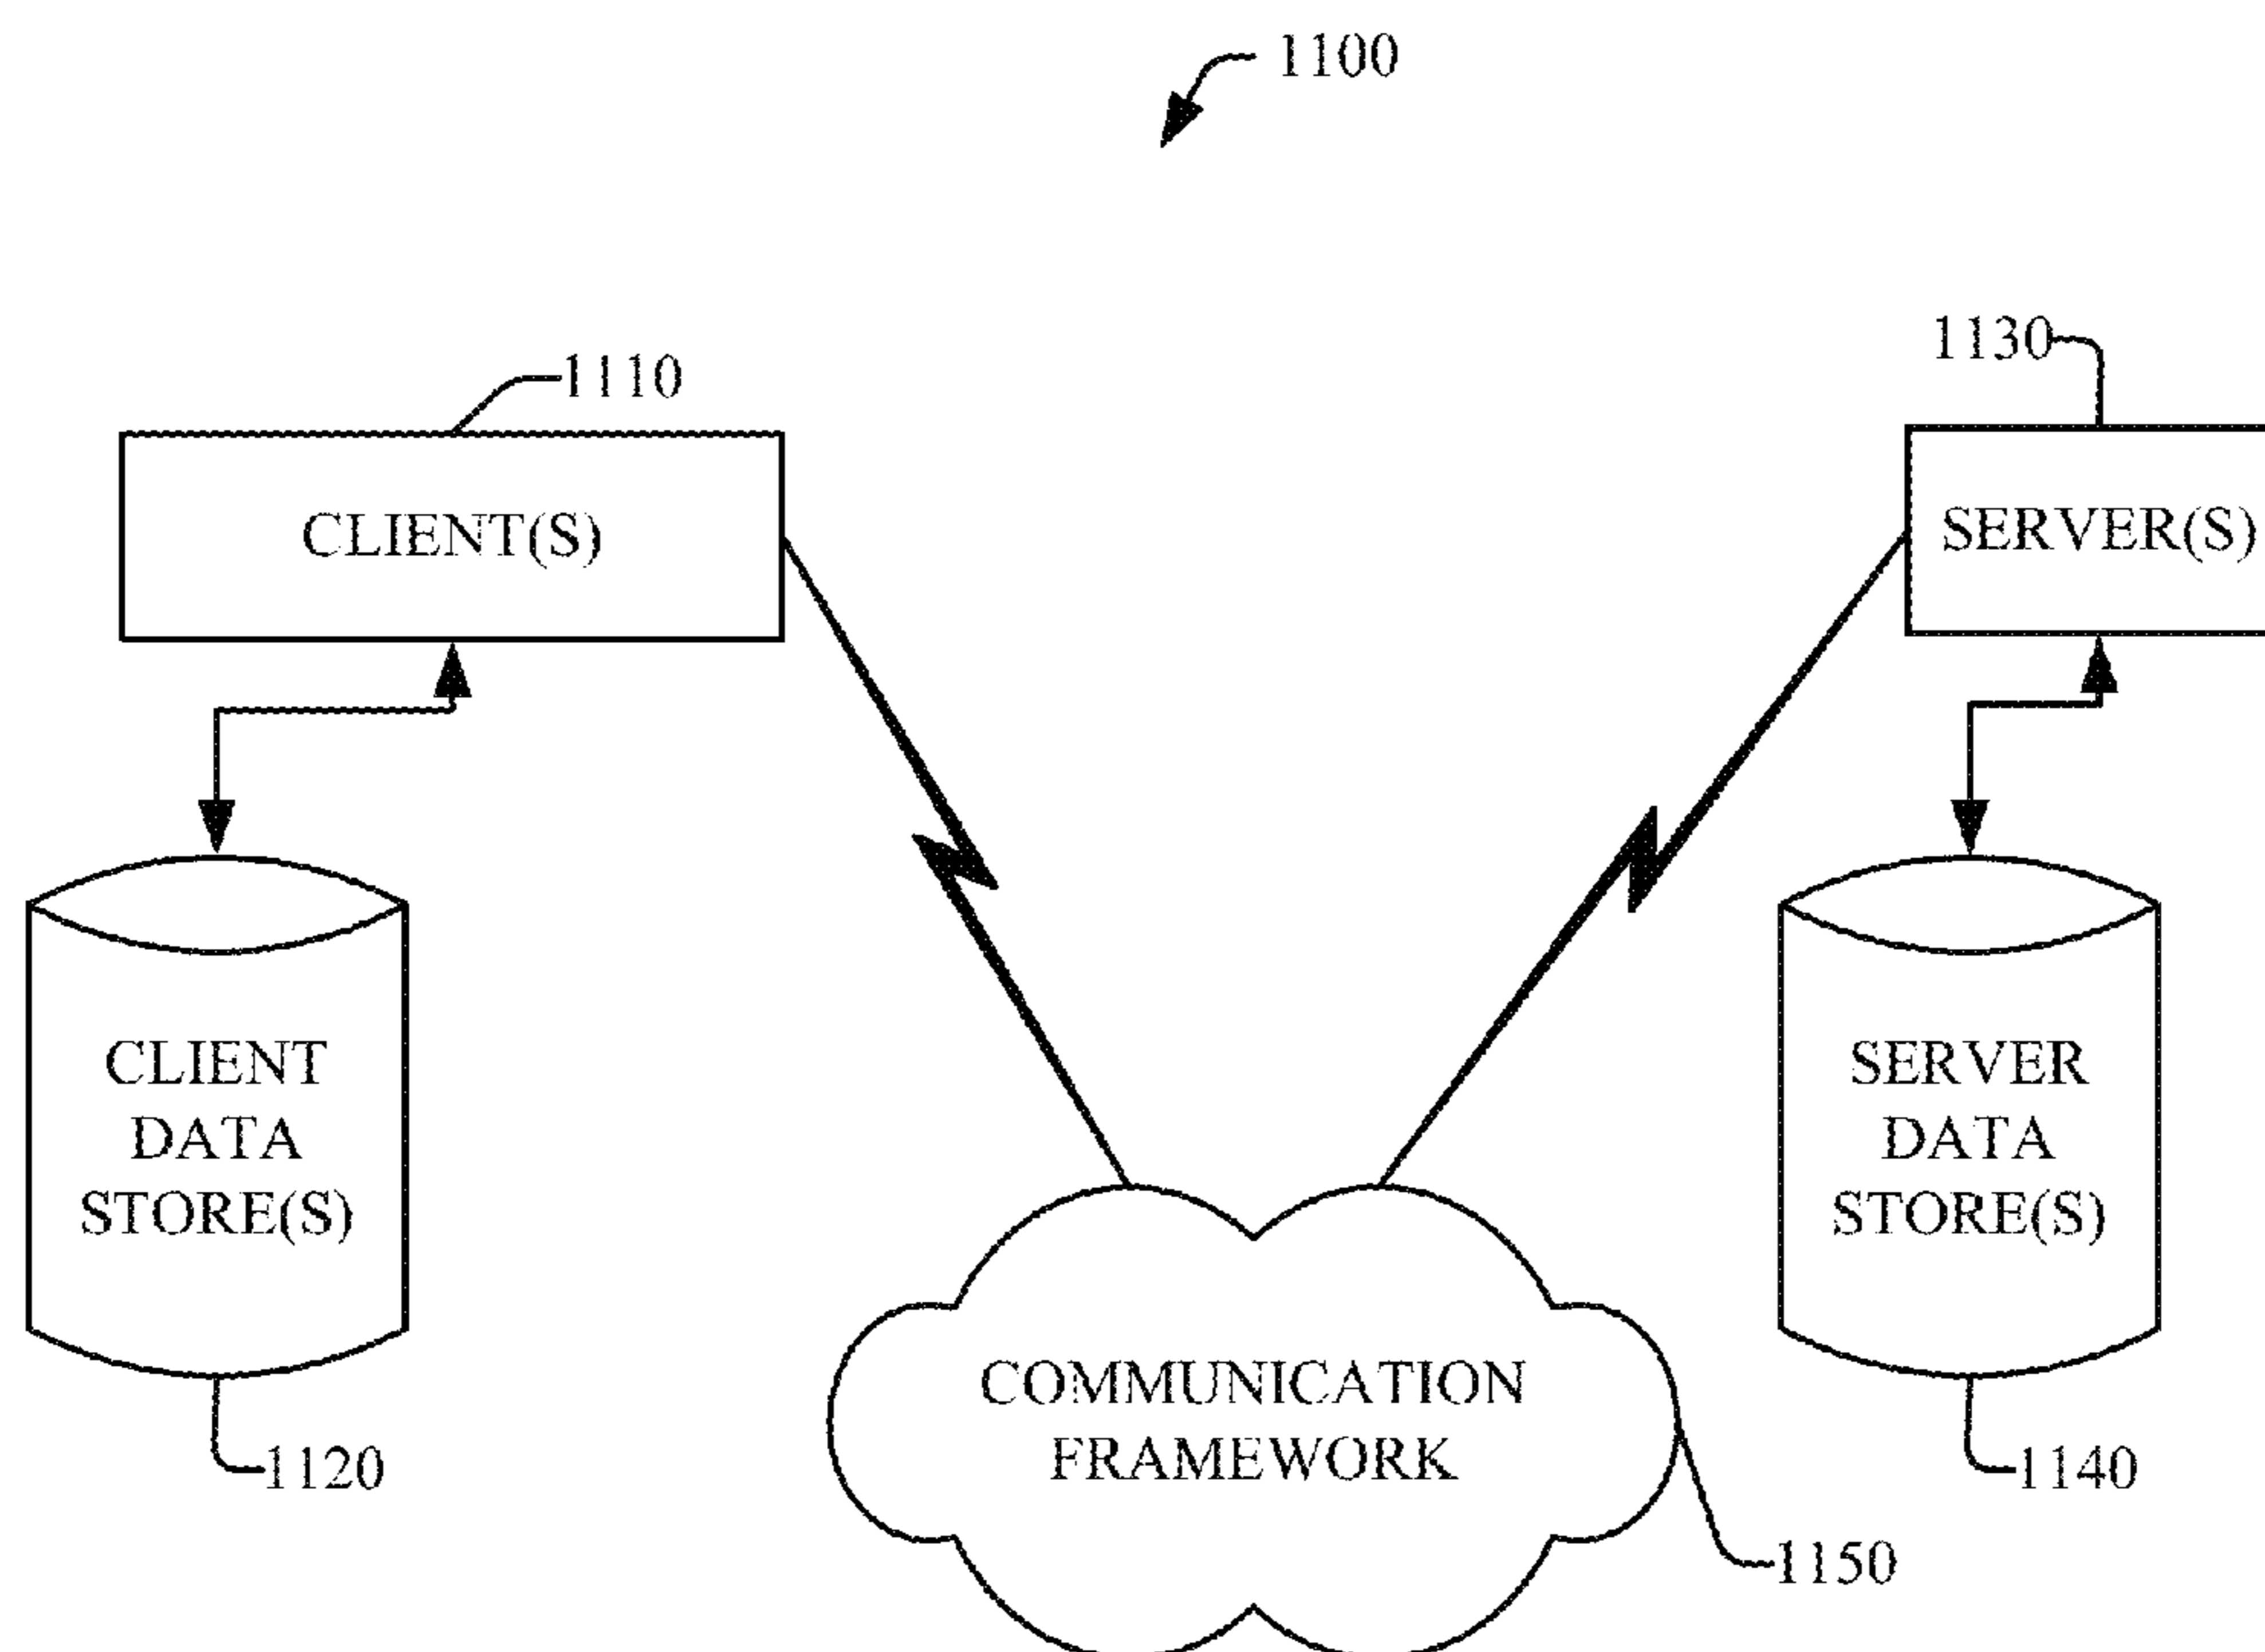 1100
1110
1130
CLIENT(S)
SERVER(S)
CLIENT
DATA
STORE(S)
SERVER
DATA
STORE(S)
COMMUNICATION
FRAMEWORK
1120
1140
1150